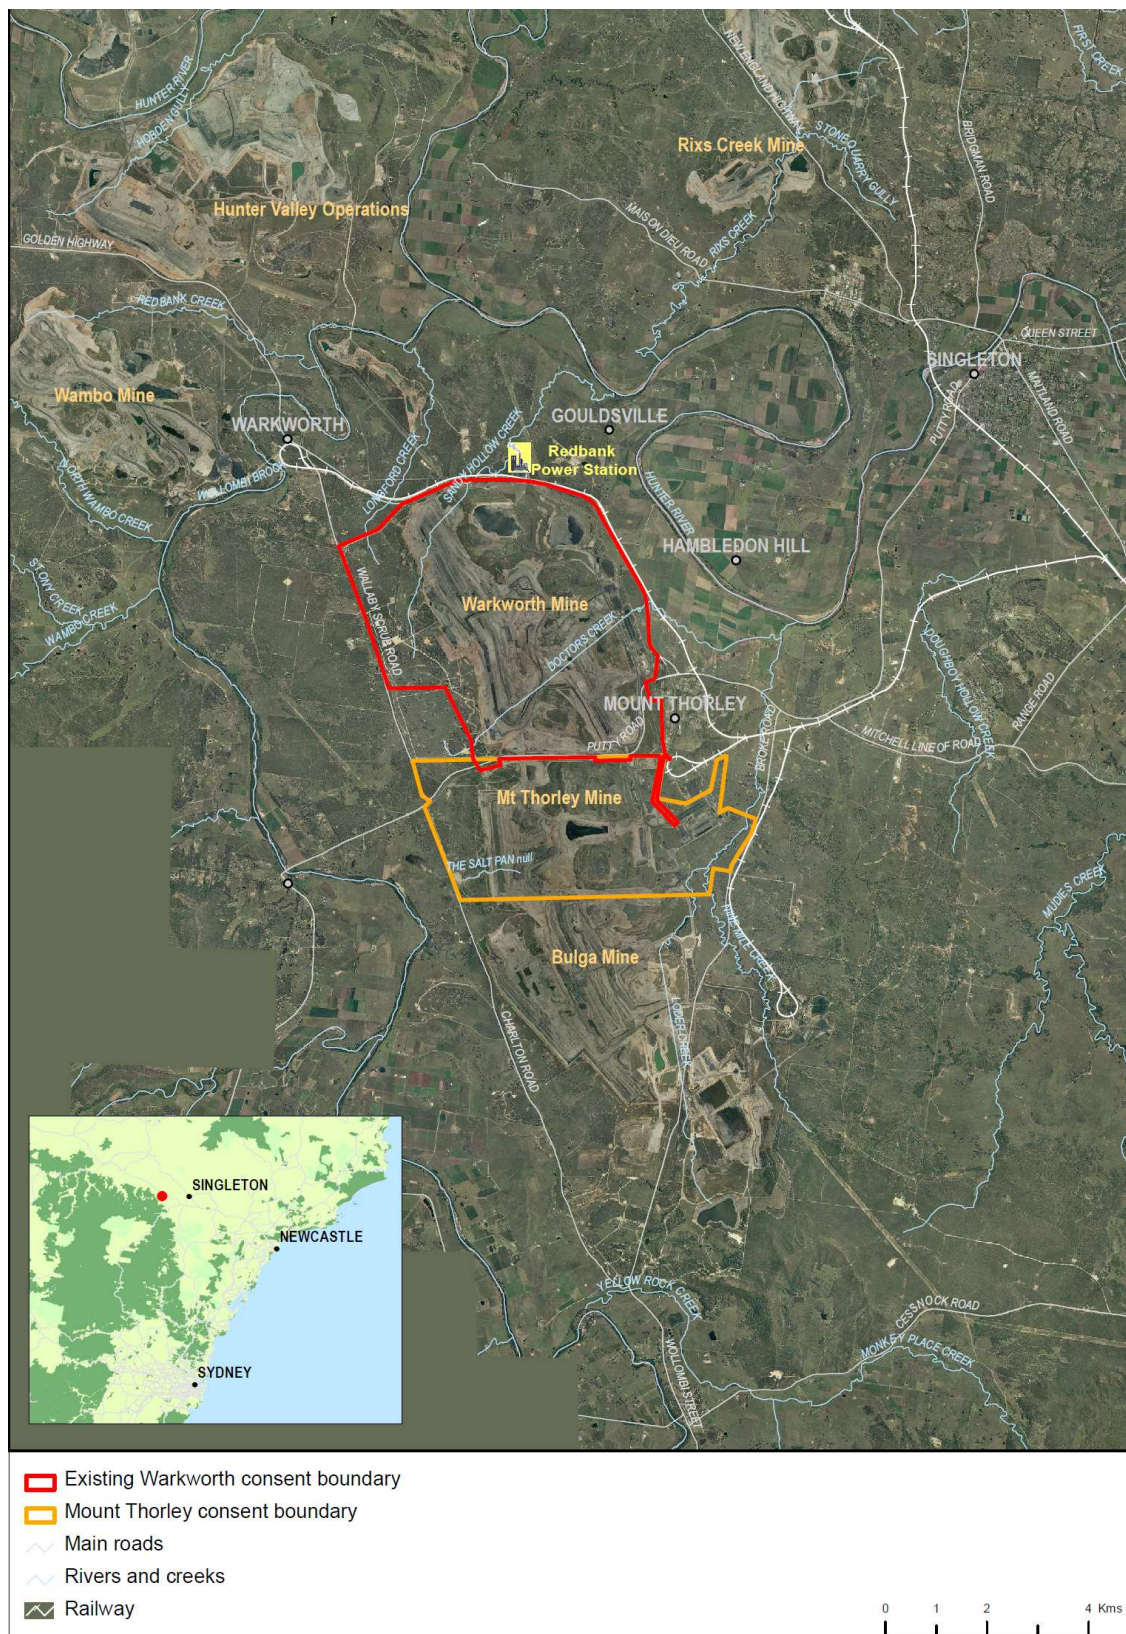 HUNTER RIVER
HOBDEN GULLY
NEW ENGLAND HIGHWAY
FIRST CREEK
BRIDGMAN ROAD
STONEQUARRY GULLY
Rixs Creek Mine
Hunter Valley Operations
MAISON DIEU ROAD
RIXS CREEK
GOLDEN HIGHWAY
REDBANK CREEK
QUEEN STREET
SINGLETON
MAITLAND ROAD
PUTTY ROAD
Wambo Mine
WARKWORTH
GOULDSVILLE
LONGFORD CREEK
SANDY HOLLOW CREEK
Redbank
Power Station
WOLLOMBI BROOK
NORTH WAMBO CREEK
HUNTER RIVER
HAMBLEDON HILL
STONY CREEK
WAMBO CREEK
WALLABY SCRUB ROAD
Warkworth Mine
DOCTORS CREEK
DOUGHBOY HOLLOW CREEK
RANGE ROAD
MOUNT THORLEY
PUTTY ROAD
BROKE ROAD
MITCHELL LINE OF ROAD
Mt Thorley Mine
THE SALT PAN null
MUDIES CREEK
NINE MILE CREEK
Bulga Mine
LODER CREEK
CHARLTON ROAD
SINGLETON
NEWCASTLE
SYDNEY
YELLOW ROCK CREEK
CESSNOCK ROAD
MONKEY PLACE CREEK
WOLLOMBI STREET
Existing Warkworth consent boundary
Mount Thorley consent boundary
Main roads
Rivers and creeks
Railway
0 1 2 4 Kms